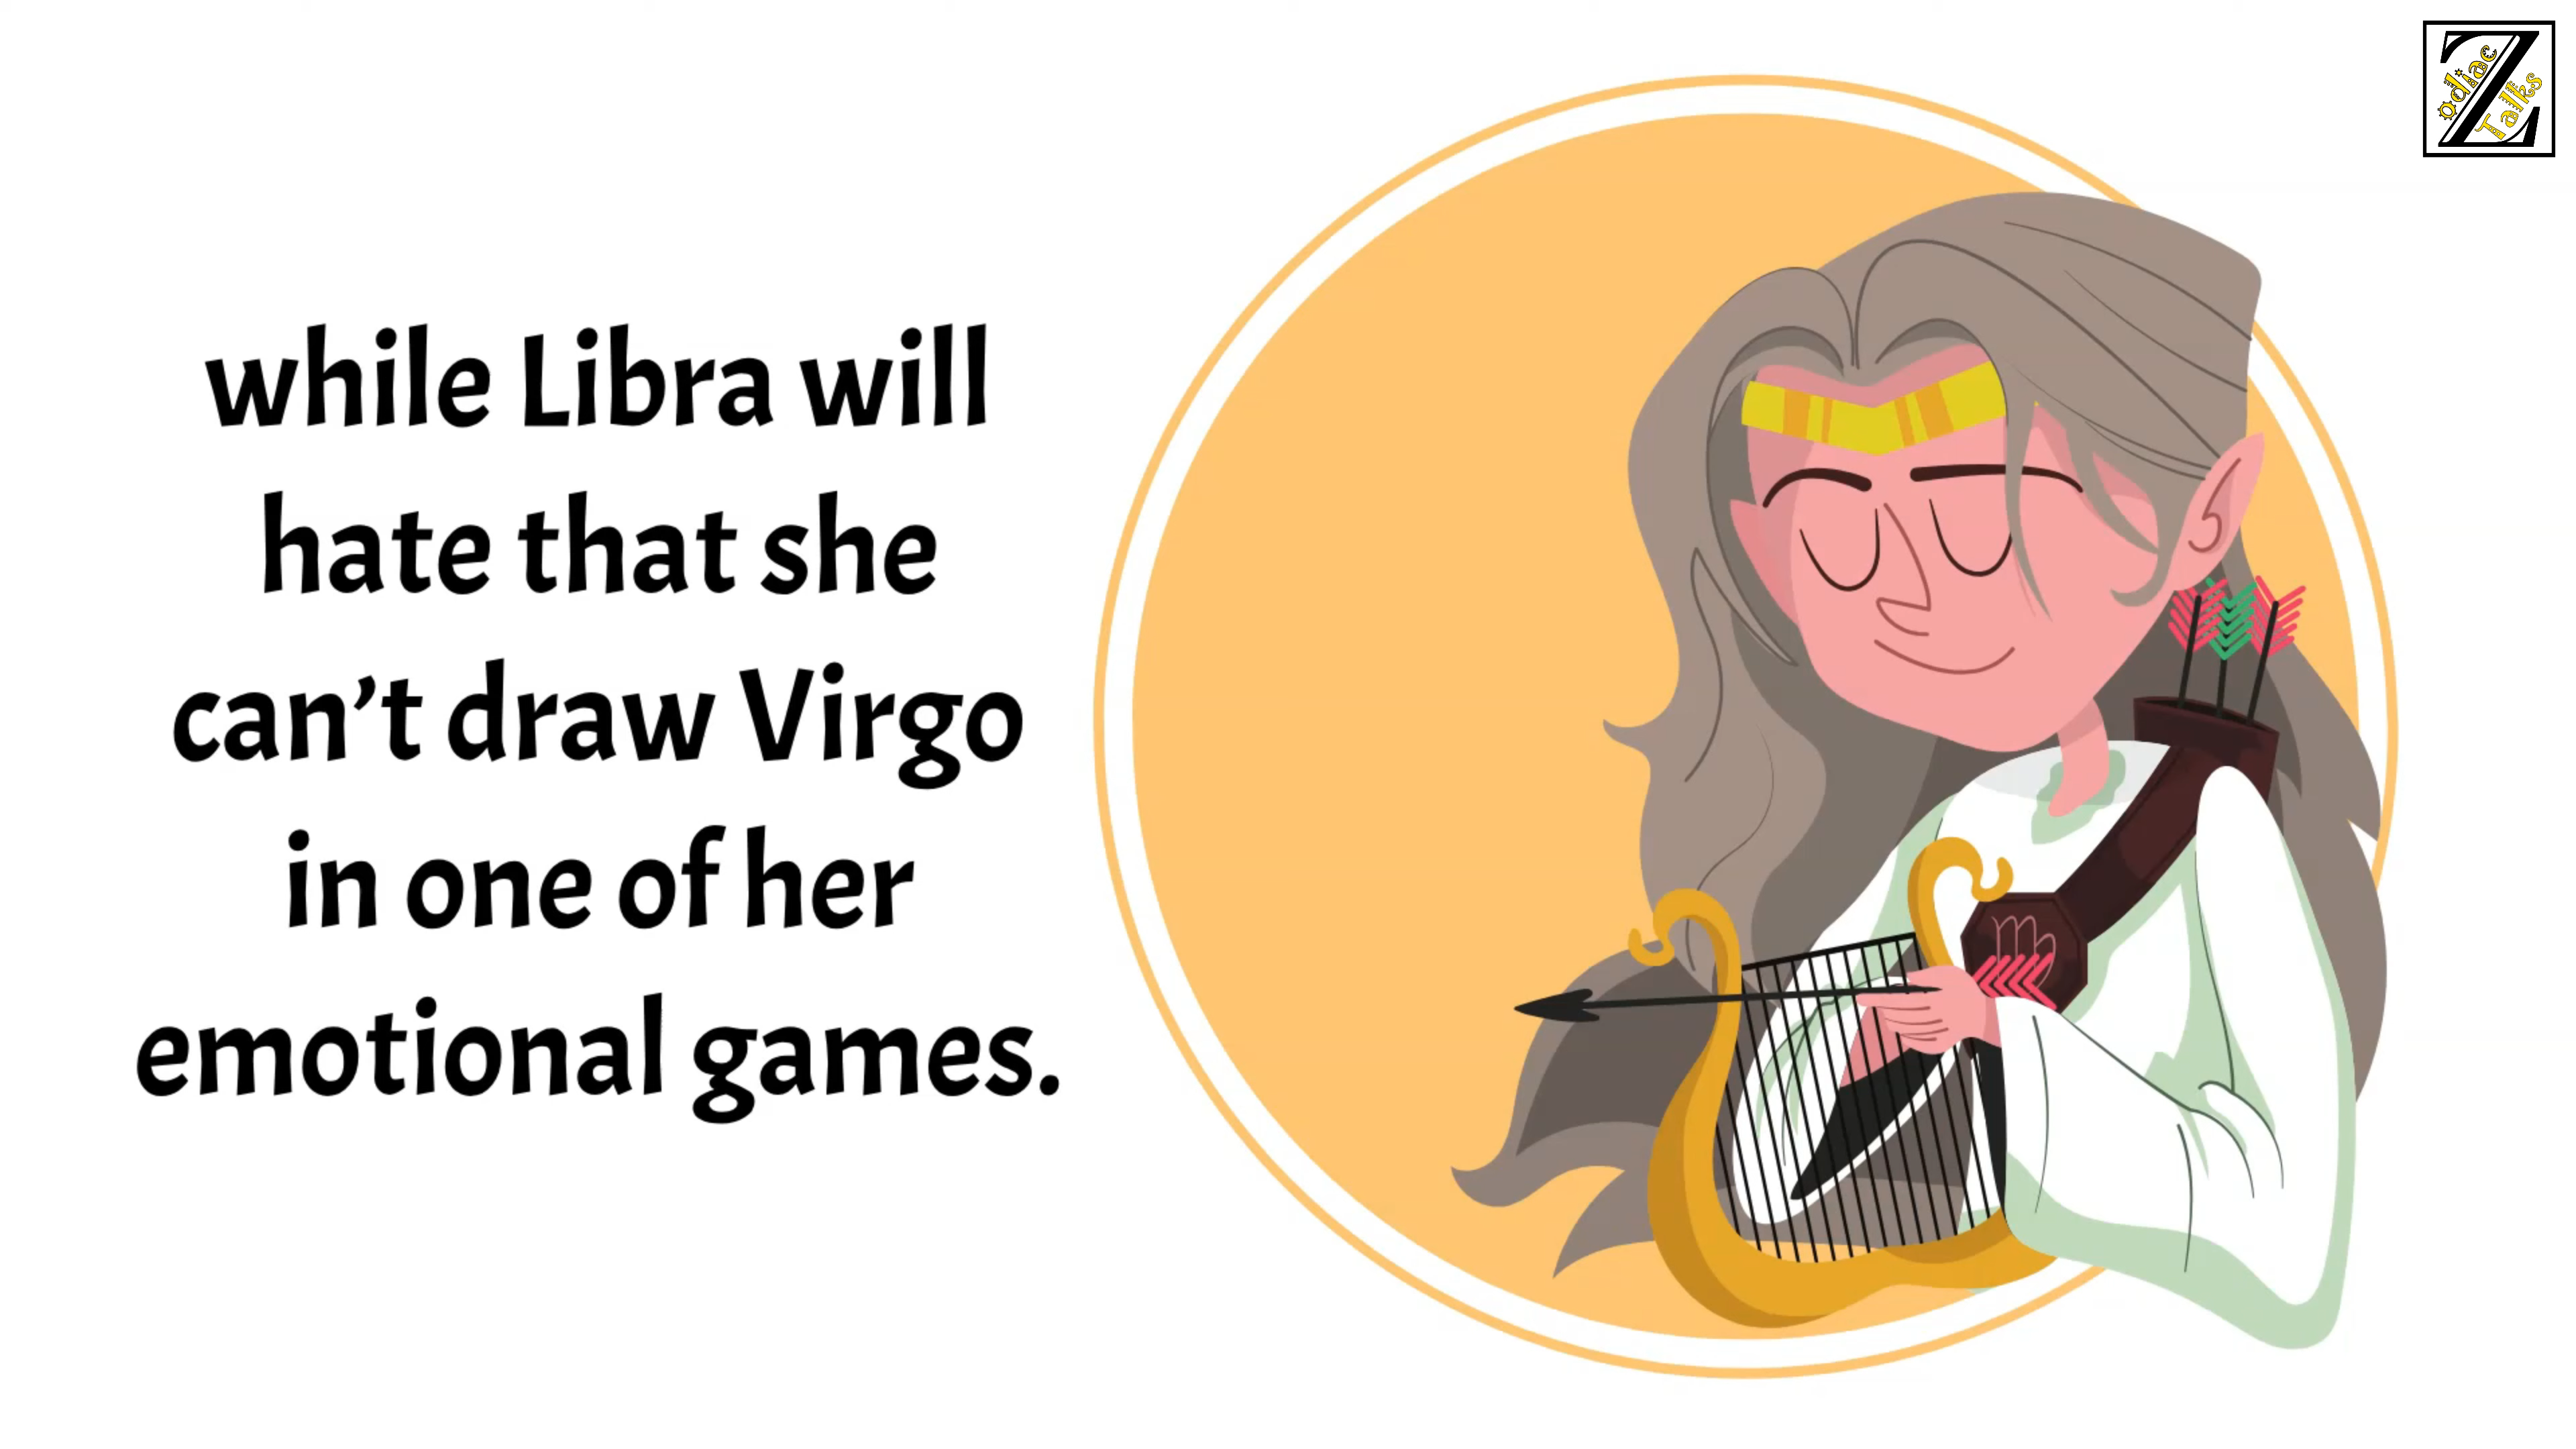 while Libra will
hate that she
can't draw Virgo
in one of her
emotional games.
Zodiac
Talks